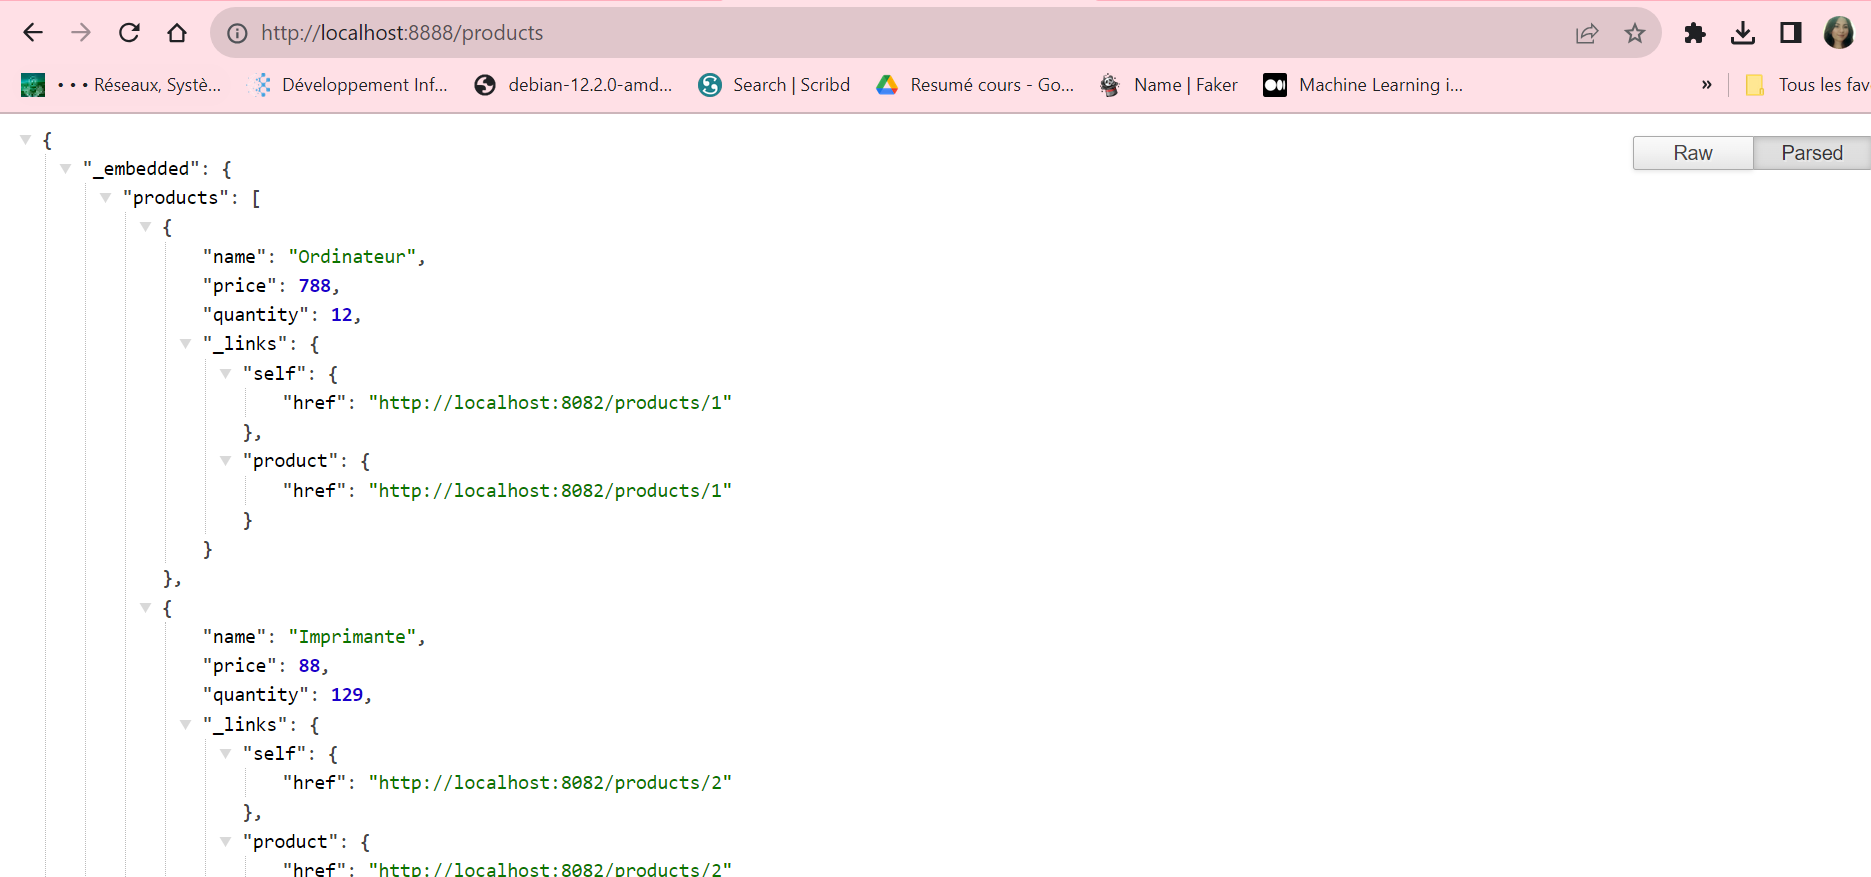 http://localhost:8888/products
• • • Réseaux, Systè... Développement Inf... debian-12.2.0-amd... Search | Scribd Resumé cours - Go... Name | Faker Machine Learning i... » Tous les fav
Raw Parsed
{
"_embedded": {
"products": [
{
"name": "Ordinateur",
"price": 788,
"quantity": 12,
"_links": {
"self": {
"href": "http://localhost:8082/products/1"
},
"product": {
"href": "http://localhost:8082/products/1"
}
}
},
{
"name": "Imprimante",
"price": 88,
"quantity": 129,
"_links": {
"self": {
"href": "http://localhost:8082/products/2"
},
"product": {
"href": "http://localhost:8082/products/2"